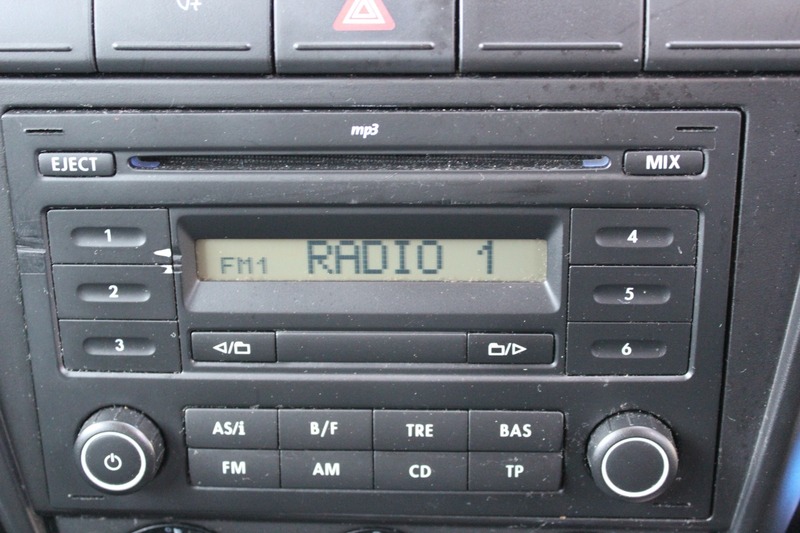 mp3
EJECT
MIX
1
4
FM1 RADIO 1
2
5
3
6
AS/i B/F TRE BAS
FM AM CD TP